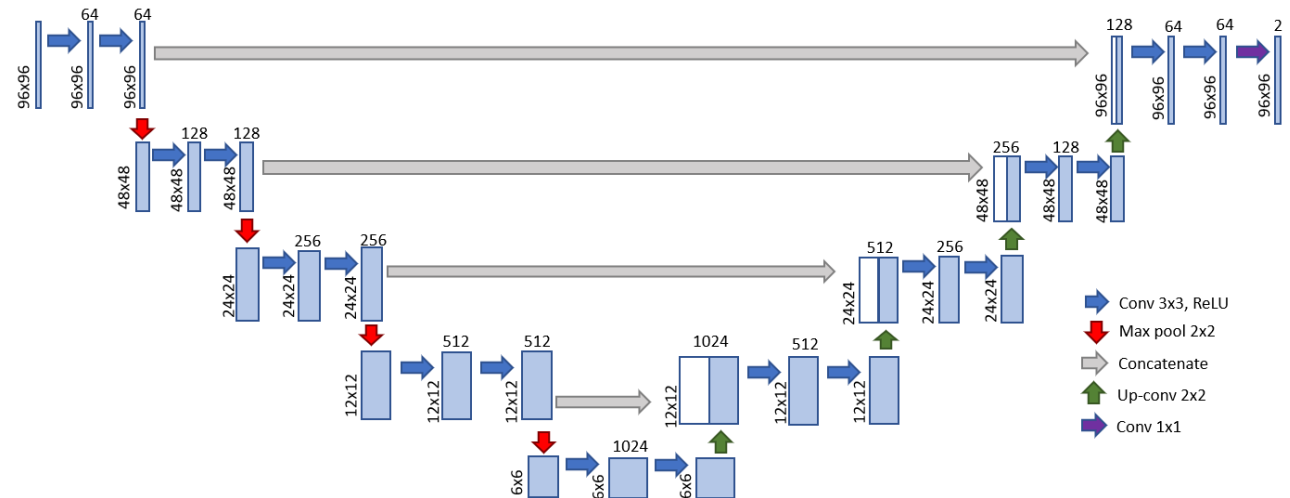 64
64
96x96
96x96
96x96
128
64
64
2
96x96
96x96
96x96
96x96
128
128
48x48
48x48
48x48
256
128
48x48
48x48
48x48
256
256
24x24
24x24
24x24
512
256
24x24
24x24
24x24
512
512
12x12
12x12
12x12
1024
512
12x12
12x12
12x12
1024
6x6
6x6
6x6
Conv 3x3, ReLU
Max pool 2x2
Concatenate
Up-conv 2x2
Conv 1x1